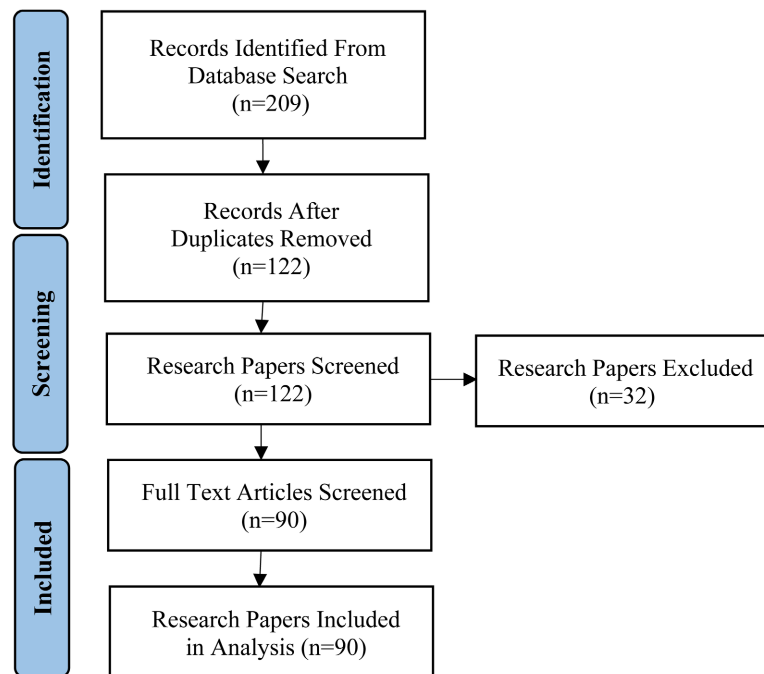 Identification
Records Identified From
Database Search
(n=209)
Records After
Duplicates Removed
(n=122)
Screening
Research Papers Screened
(n=122)
Research Papers Excluded
(n=32)
Included
Full Text Articles Screened
(n=90)
Research Papers Included
in Analysis (n=90)